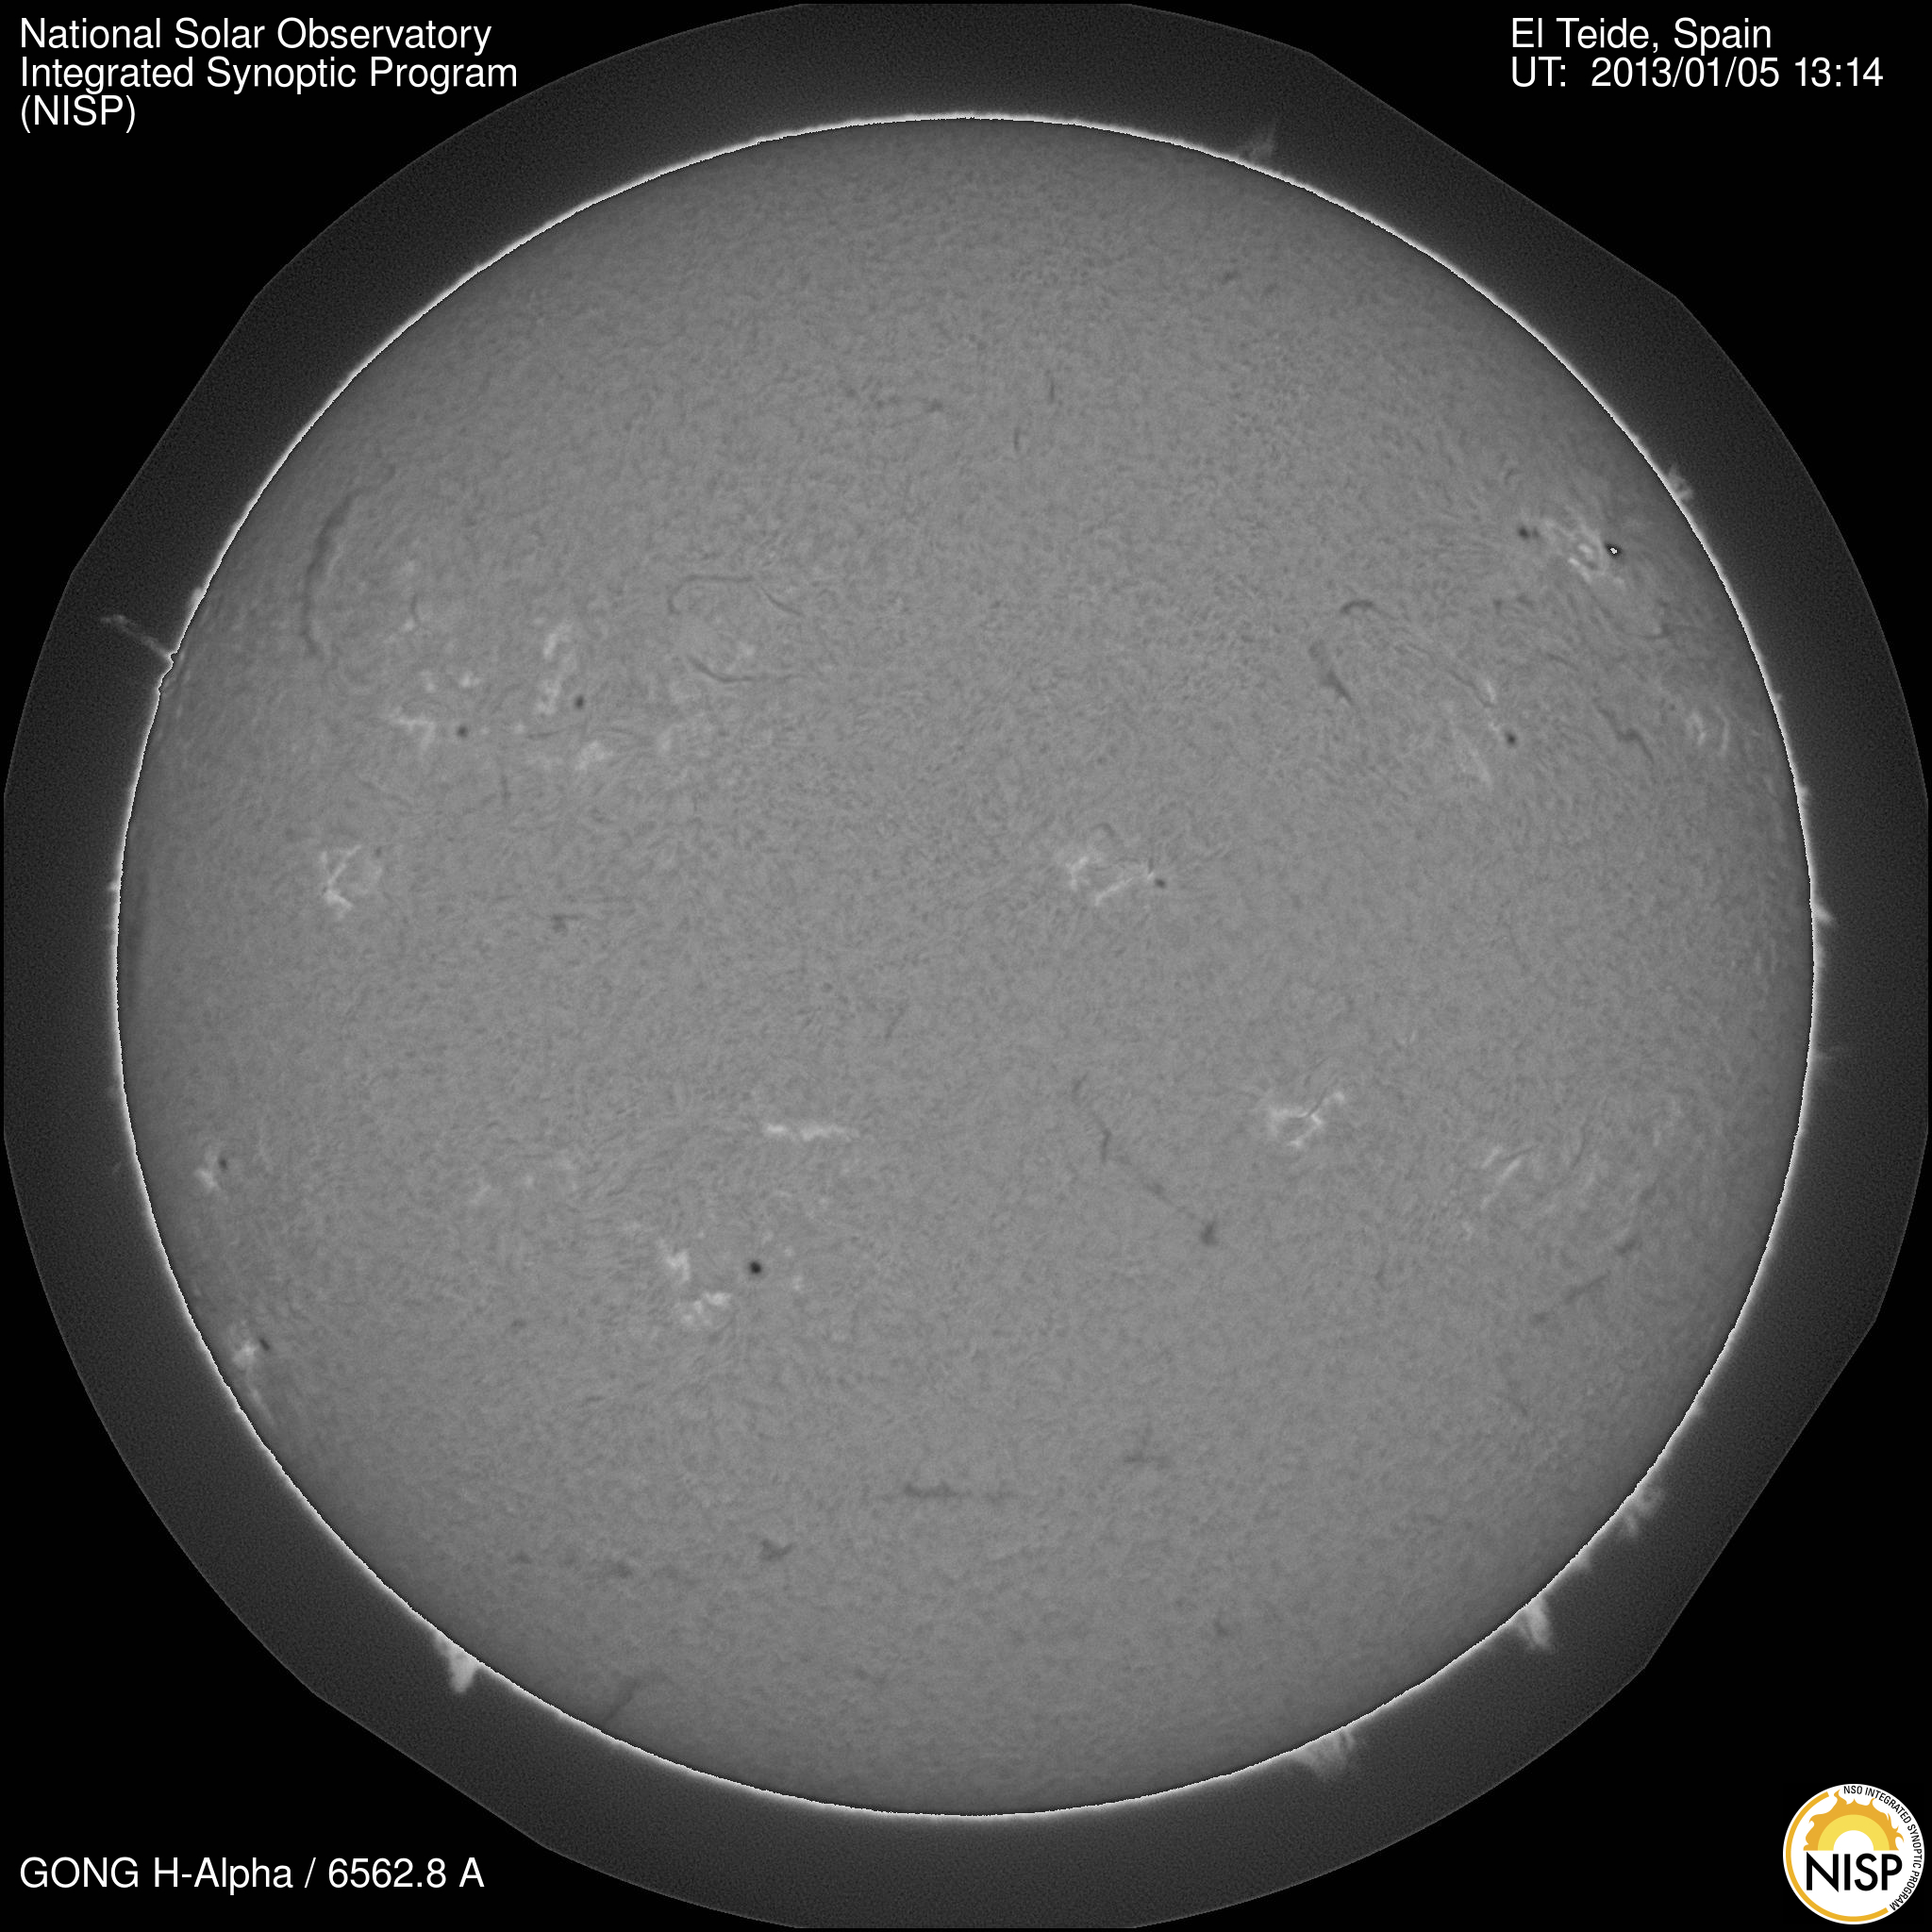 National Solar Observatory
Integrated Synoptic Program
(NISP)
El Teide, Spain
UT:  2013/01/05 13:14
GONG H-Alpha / 6562.8 A
NSO INTEGRATED SYNOPTIC PROGRAM
NISP